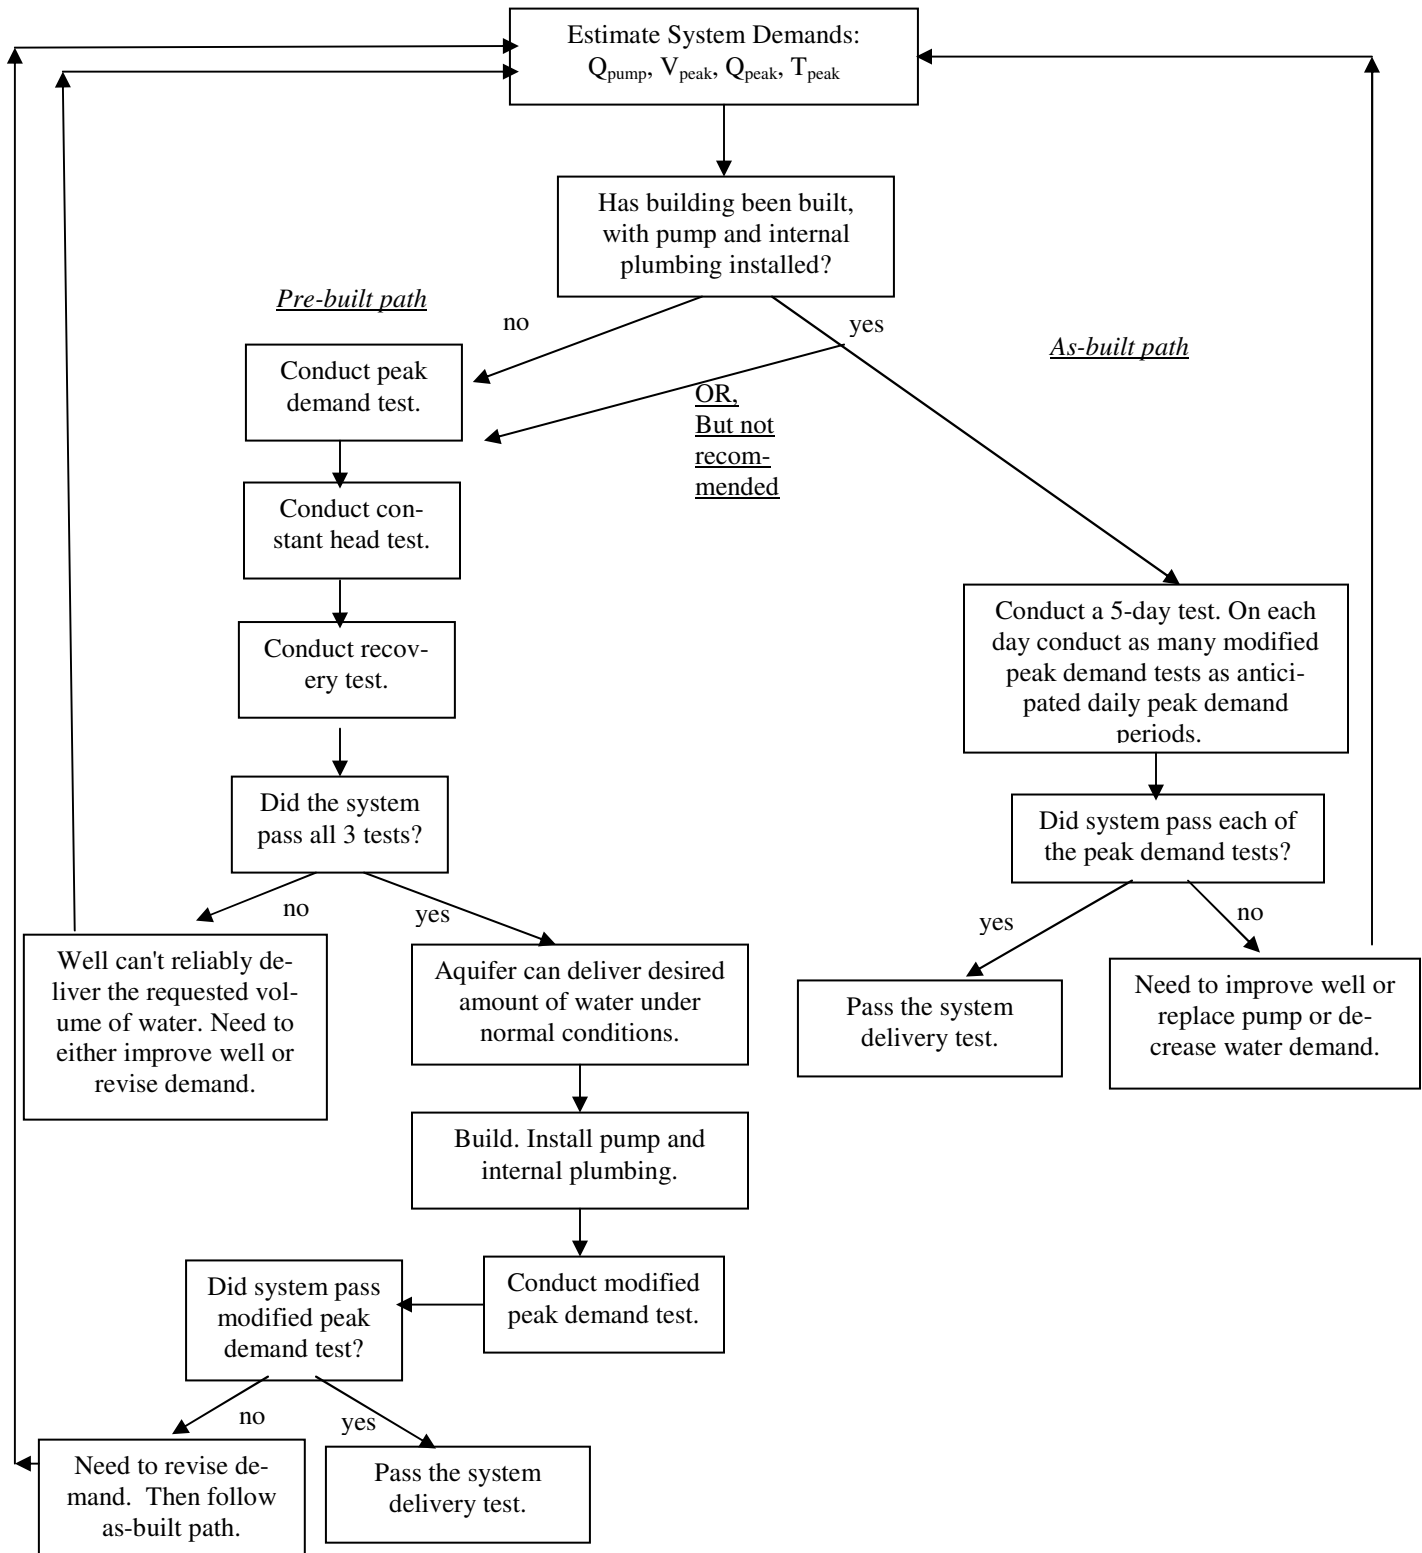 Estimate System Demands:
Qpump, Vpeak, Qpeak, Tpeak
Has building been built,
with pump and internal
plumbing installed?
Pre-built path
no
yes
As-built path
Conduct peak
demand test.
OR,
But not
recom-
mended
Conduct con-
stant head test.
Conduct recov-
ery test.
Conduct a 5-day test. On each
day conduct as many modified
peak demand tests as antici-
pated daily peak demand
periods.
Did the system
pass all 3 tests?
Did system pass each of
the peak demand tests?
no
yes
yes
no
Well can't reliably de-
liver the requested vol-
ume of water. Need to
either improve well or
revise demand.
Aquifer can deliver desired
amount of water under
normal conditions.
Pass the system
delivery test.
Need to improve well or
replace pump or de-
crease water demand.
Build. Install pump and
internal plumbing.
Conduct modified
peak demand test.
Did system pass
modified peak
demand test?
no
yes
Need to revise de-
mand.  Then follow
as-built path.
Pass the system
delivery test.